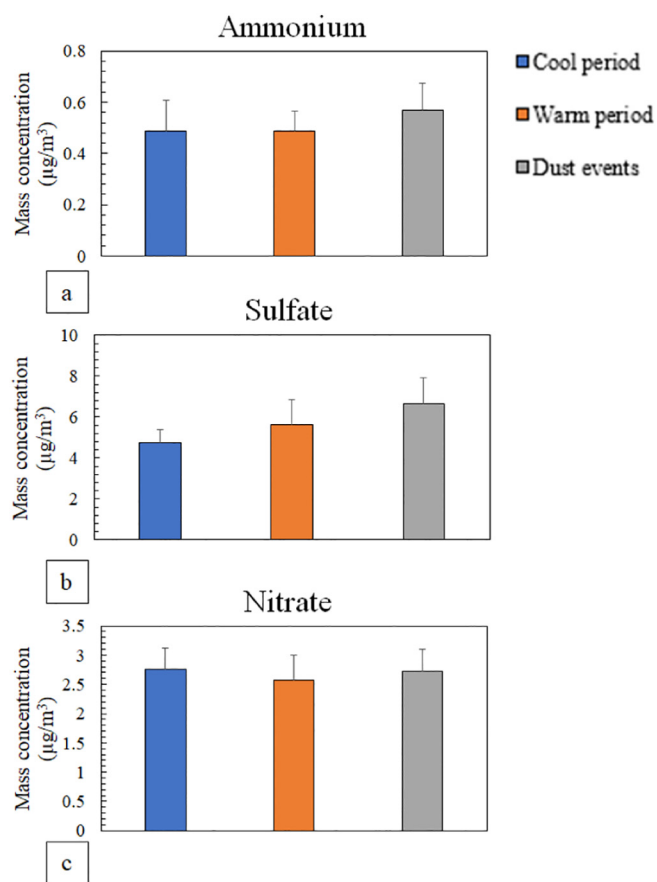 Ammonium
Mass concentration
(µg/m³)
0.8
0.6
0.4
0.2
0
Cool period
Warm period
Dust events
a
Sulfate
Mass concentration
(µg/m³)
10
8
6
4
2
0
b
Nitrate
Mass concentration
(µg/m³)
3.5
3
2.5
2
1.5
1
0.5
0
c